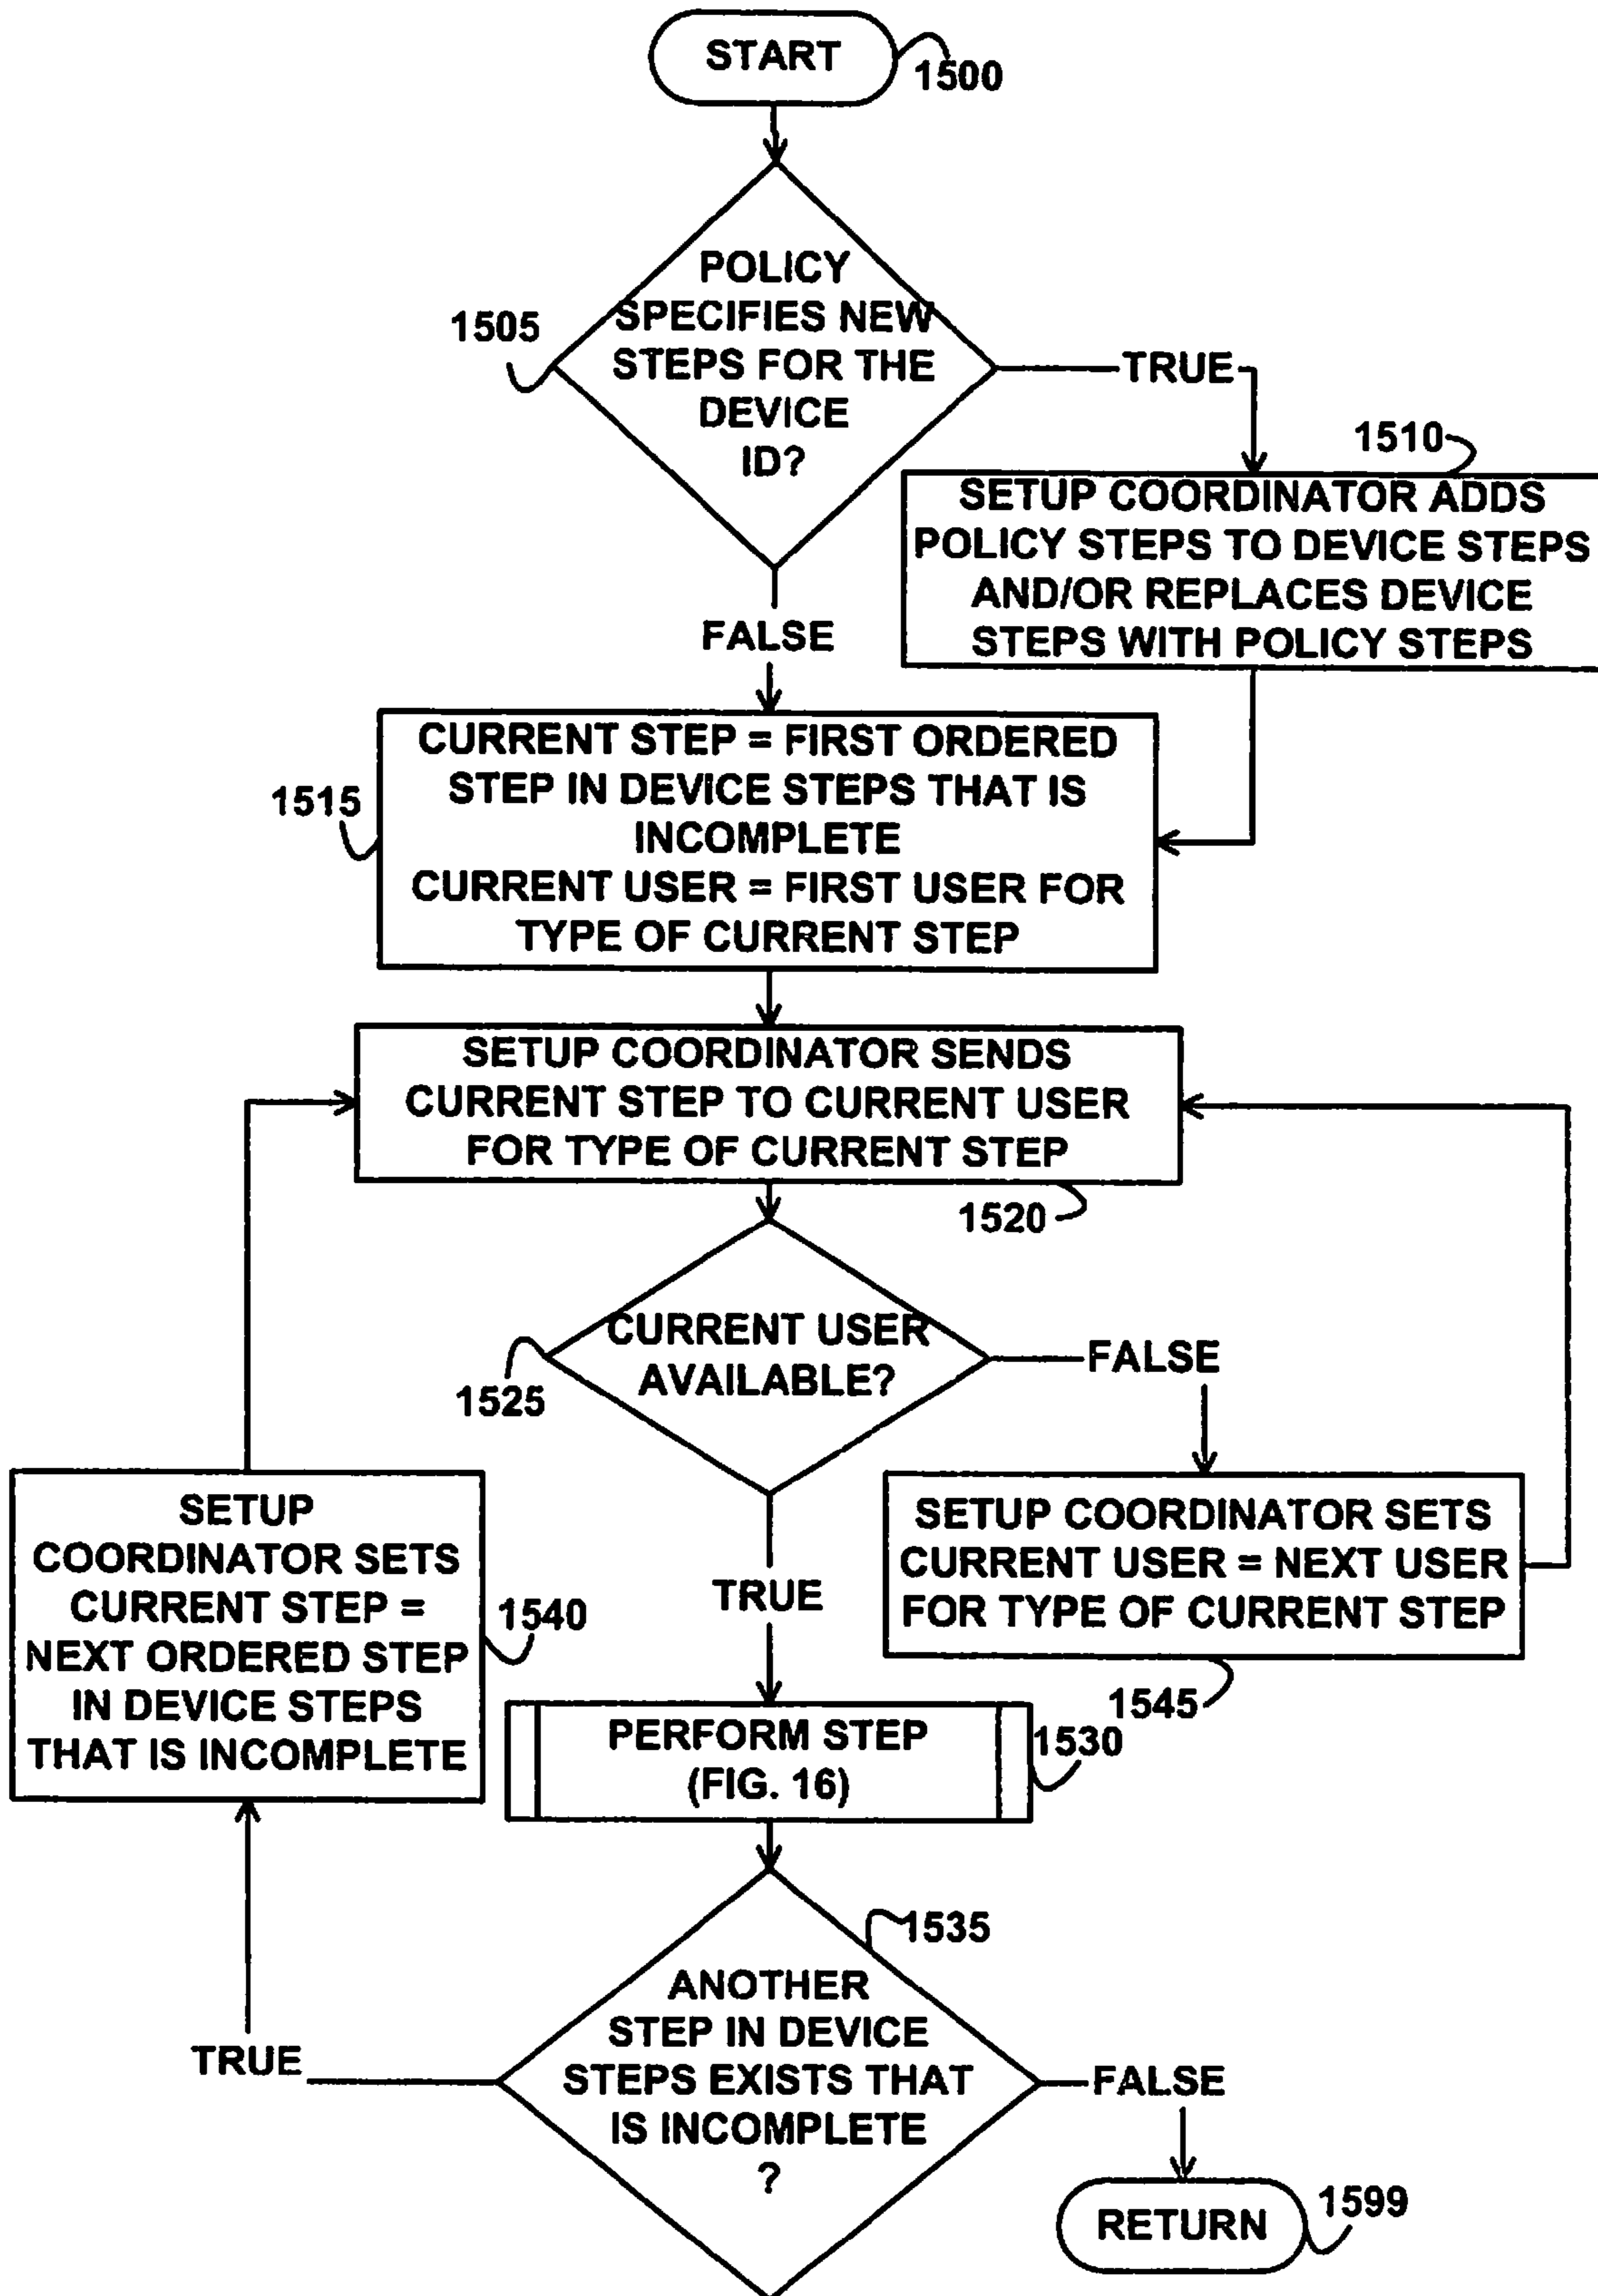 START
1500
POLICY
SPECIFIES NEW
STEPS FOR THE
DEVICE
ID?
1505
TRUE
1510
SETUP COORDINATOR ADDS
POLICY STEPS TO DEVICE STEPS
AND/OR REPLACES DEVICE
STEPS WITH POLICY STEPS
FALSE
1515
CURRENT STEP = FIRST ORDERED
STEP IN DEVICE STEPS THAT IS
INCOMPLETE
CURRENT USER = FIRST USER FOR
TYPE OF CURRENT STEP
SETUP COORDINATOR SENDS
CURRENT STEP TO CURRENT USER
FOR TYPE OF CURRENT STEP
1520
CURRENT USER
AVAILABLE?
1525
FALSE
SETUP COORDINATOR SETS
CURRENT USER = NEXT USER
FOR TYPE OF CURRENT STEP
1545
TRUE
SETUP
COORDINATOR SETS
CURRENT STEP =
NEXT ORDERED STEP
IN DEVICE STEPS
THAT IS INCOMPLETE
1540
PERFORM STEP
(FIG. 16)
1530
1535
ANOTHER
STEP IN DEVICE
STEPS EXISTS THAT
IS INCOMPLETE
?
TRUE
FALSE
RETURN
1599